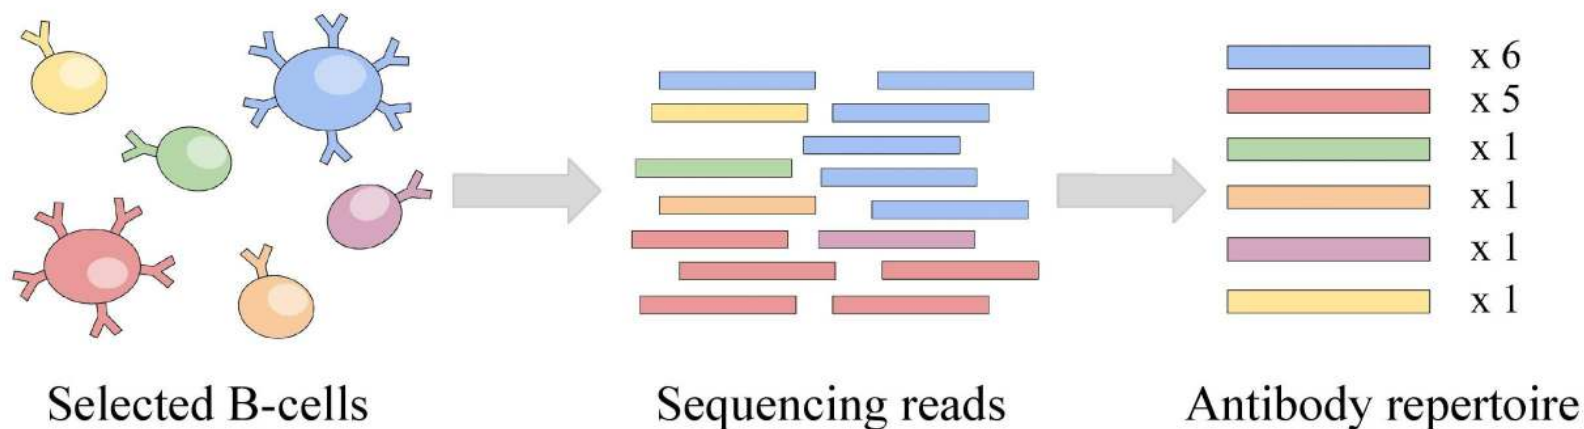 x 6
x 5
x 1
x 1
x 1
x 1
Selected B-cells
Sequencing reads
Antibody repertoire